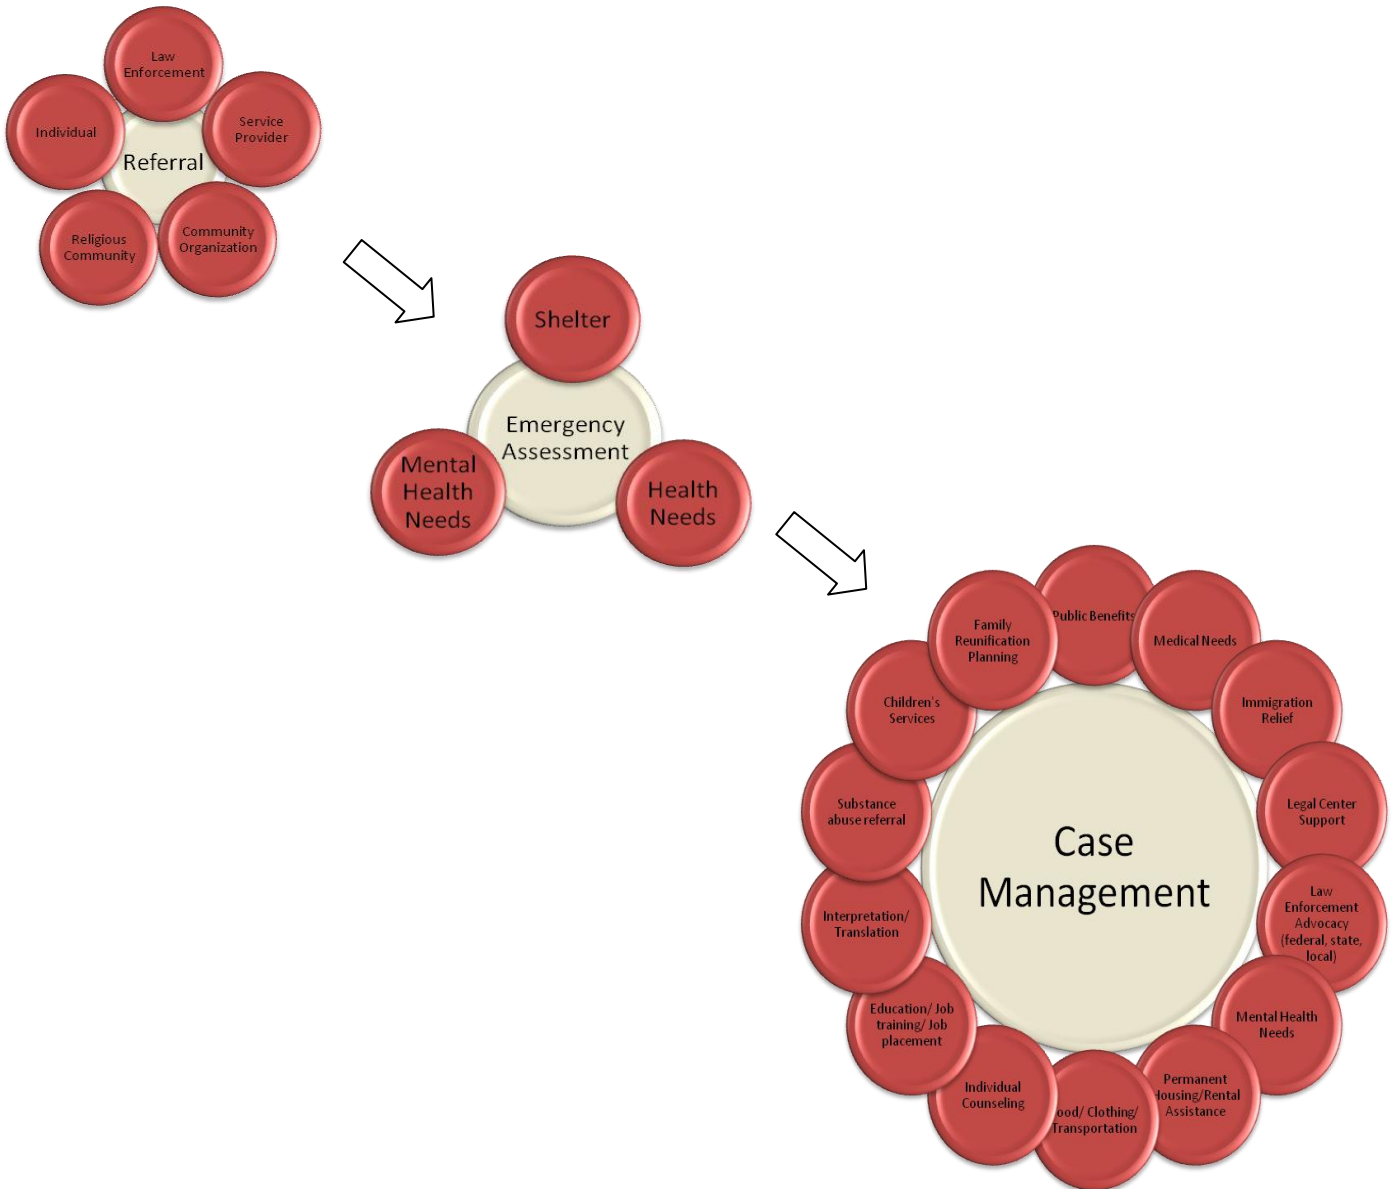 Law
Enforcement
Individual
Service
Provider
Referral
Religious
Community
Community
Organization
Shelter
Emergency
Assessment
Mental
Health
Needs
Health
Needs
Case
Management
Public Benefits
Medical Needs
Immigration
Relief
Legal Center
Support
Law
Enforcement
Advocacy
(federal, state,
local)
Mental Health
Needs
Permanent
Housing/Rental
Assistance
ood/ Clothing/
Transportation
Individual
Counseling
Education/ Job
training/ Job
placement
Interpretation/
Translation
Substance
abuse referral
Children's
Services
Family
Reunification
Planning